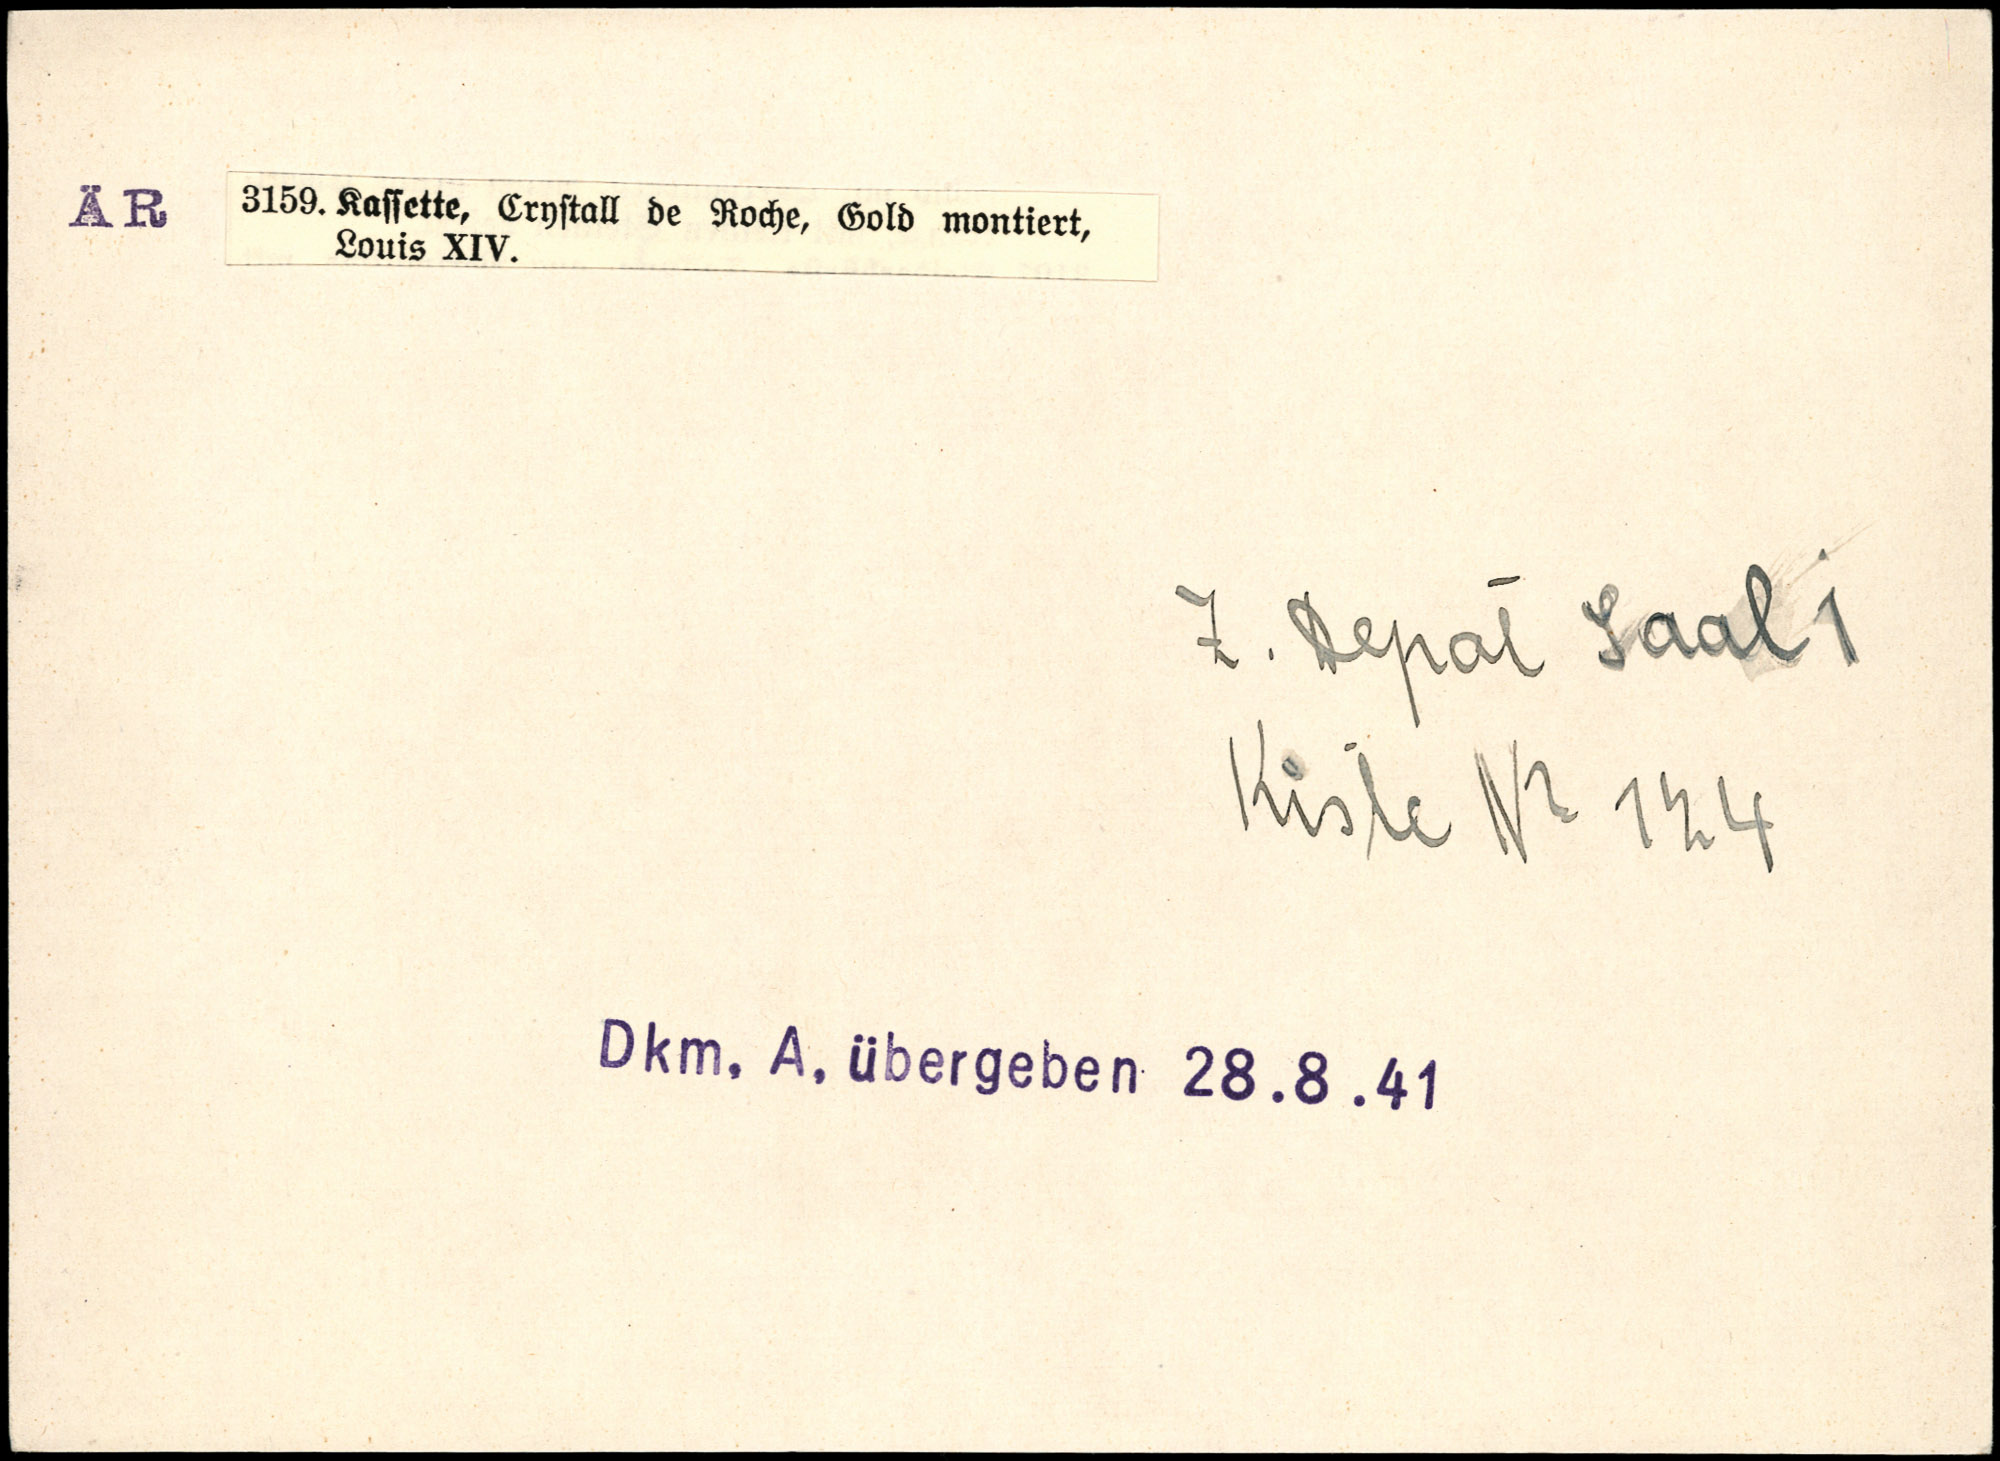 ÄR
3159. Kassette, Crystall de Roche, Gold montiert,
Louis XIV.
Z. Depot Saal 1
Kiste Nr 124
Dkm. A. übergeben 28.8.41